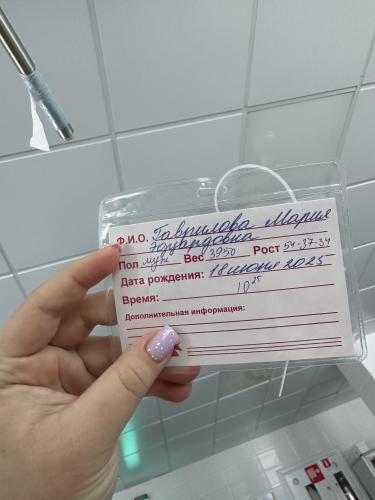 Ф.И.О. Гаврилова Мария
Эдуардовна
Пол муж Вес 3950 Рост 54-37-34
Дата рождения: 18 июня 2025
Время: 10 25
Дополнительная информация: